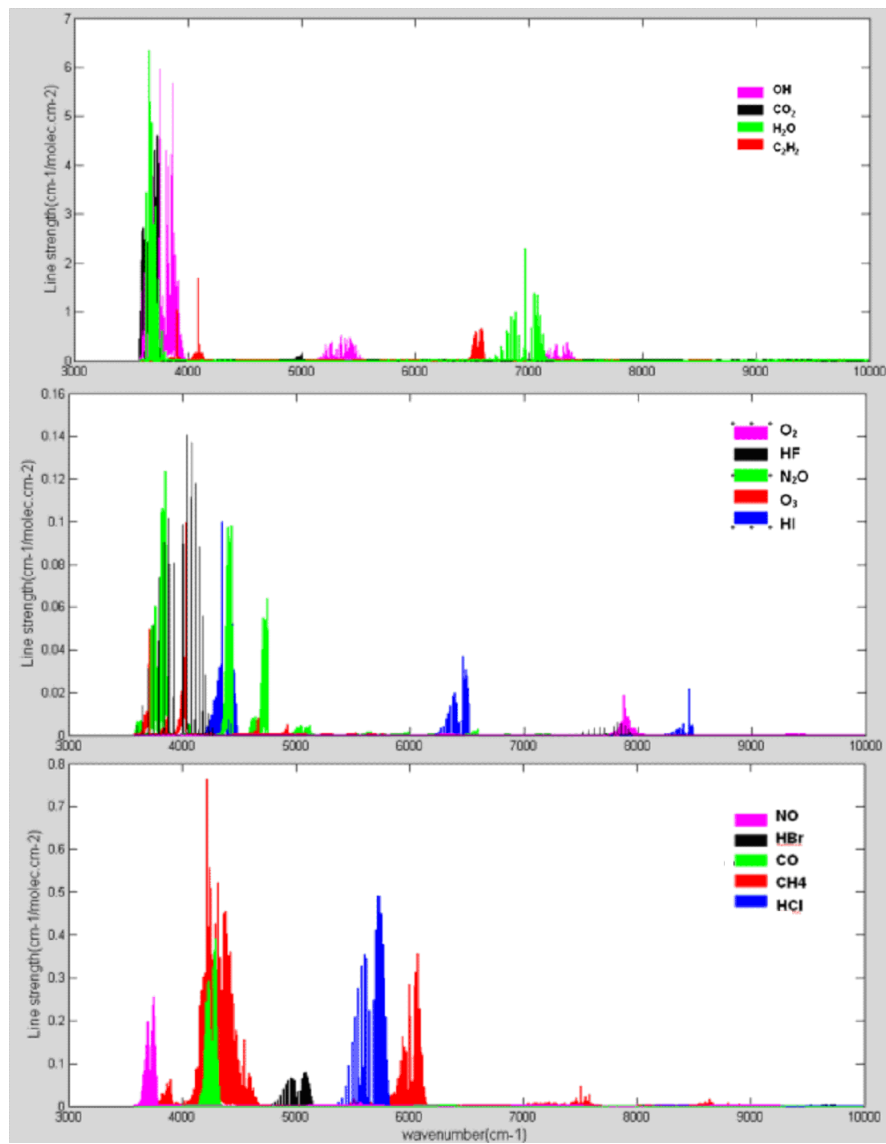 7
6
5
4
3
2
1
0
Line strength(cm-1/molec.cm-2)
OH
CO₂
H₂O
C₂H₂
3000 4000 5000 6000 7000 8000 9000 10000
0.16
0.14
0.12
0.1
0.08
0.06
0.04
0.02
0
Line strength(cm-1/molec.cm-2)
O₂
HF
N₂O
O₃
HI
3000 4000 5000 6000 7000 8000 9000 10000
0.8
0.7
0.6
0.5
0.4
0.3
0.2
0.1
0
Line strength(cm-1/molec.cm-2)
NO
HBr
CO
CH4
HCl
3000 4000 5000 6000 7000 8000 9000 10000
wavenumber(cm-1)